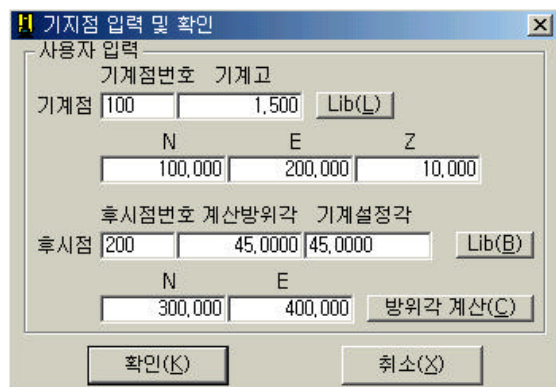 기지점 입력 및 확인
사용자 입력
기계점번호 기계고
기계점 100 1,500 Lib(L)
N E Z
100,000 200,000 10,000
후시점번호 계산방위각 기계설정각
후시점 200 45,0000 45,0000 Lib(B)
N E
300,000 400,000 방위각 계산(C)
확인(K) 취소(X)